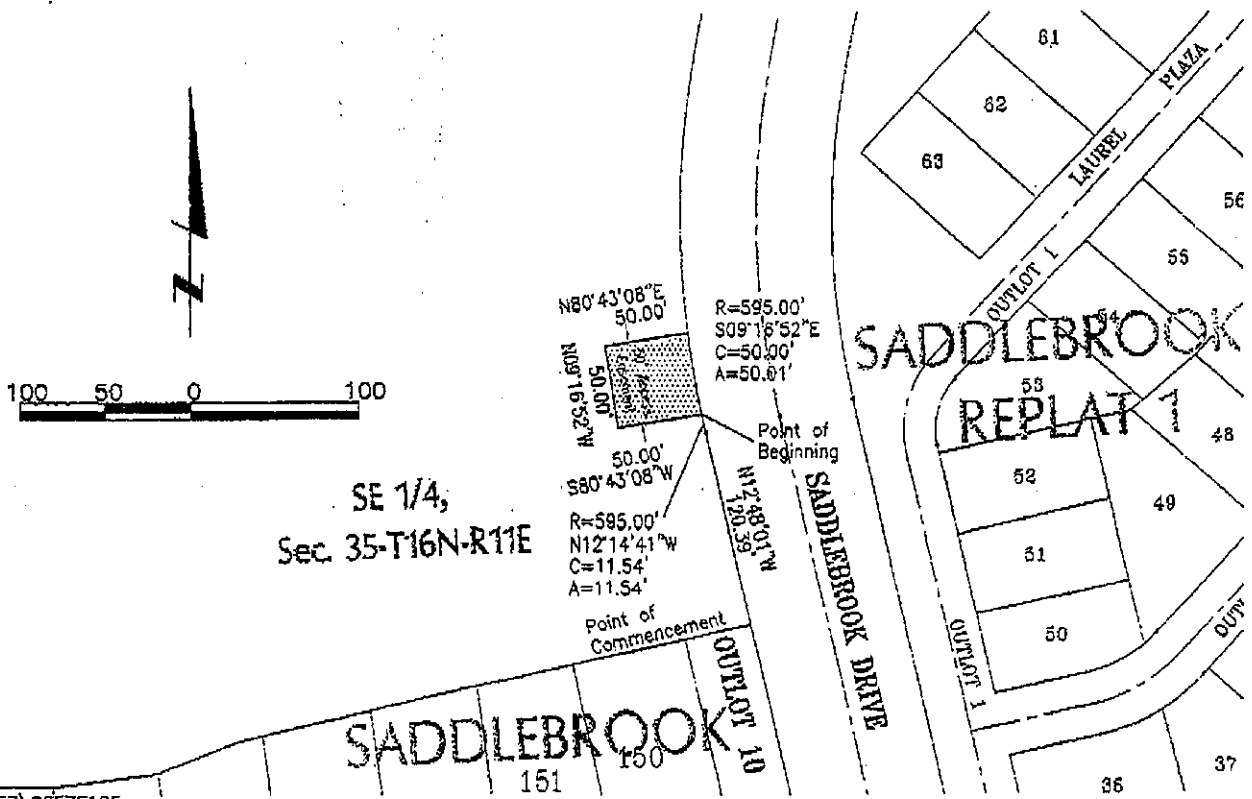 61
62
63
LAUREL PLAZA
56
55
OUTLOT 1
54
SADDLEBROOK
REPLAT 1
53
48
52
49
51
50
OUTLOT 1
37
36
N
100 50 0 100
SE 1/4,
Sec. 35-T16N-R11E
N80°43'08"E
50.00'
R=595.00'
S09°16'52"E
C=50.00'
A=50.01'
N09°16'52"W
50.00'
50.00'
S80°43'08"W
Point of
Beginning
R=595.00'
N12°14'41"W
C=11.54'
A=11.54'
N12°48'01"W
120.39'
SADDLEBROOK DRIVE
Point of
Commencement
OUTLOT 10
SADDLEBROOK
150
151